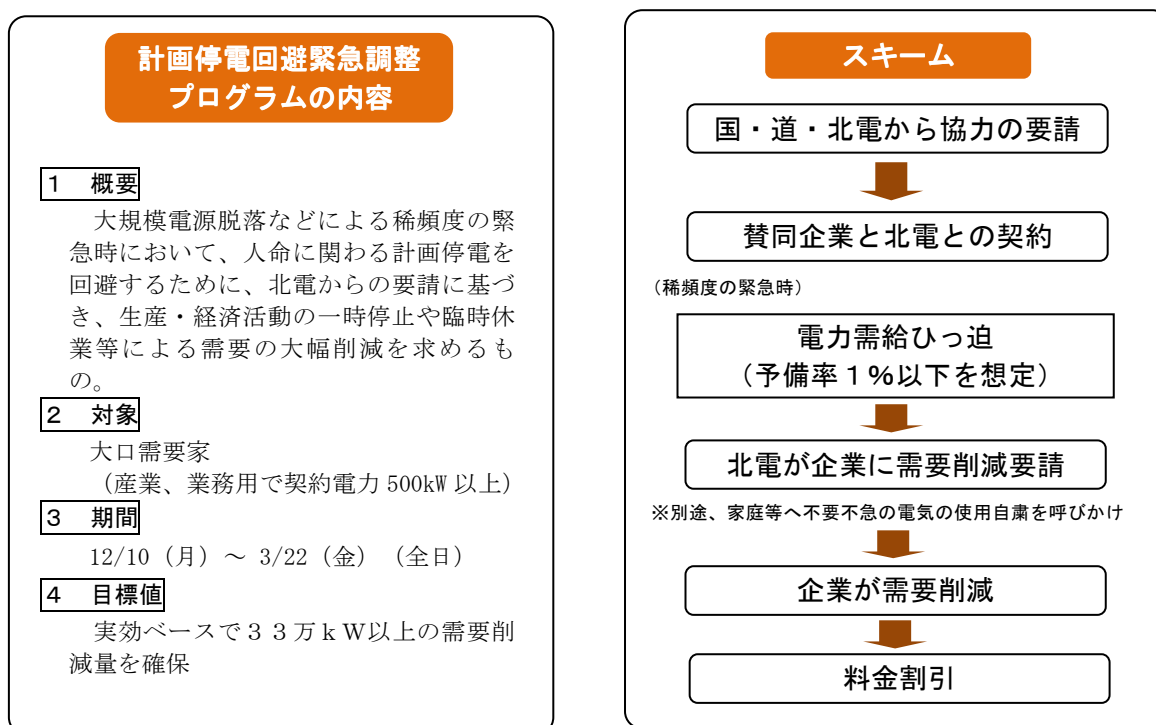 計画停電回避緊急調整
プログラムの内容
1 概要
大規模電源脱落などによる稀頻度の緊
急時において、人命に関わる計画停電を
回避するために、北電からの要請に基づ
き、生産・経済活動の一時停止や臨時休
業等による需要の大幅削減を求めるも
の。
2 対象
大口需要家
（産業、業務用で契約電力 500kW 以上）
3 期間
12/10（月）～ 3/22（金）（全日）
4 目標値
実効ベースで３３万ｋＷ以上の需要削
減量を確保
スキーム
国・道・北電から協力の要請
賛同企業と北電との契約
（稀頻度の緊急時）
電力需給ひっ迫
（予備率１％以下を想定）
北電が企業に需要削減要請
※別途、家庭等へ不要不急の電気の使用自粛を呼びかけ
企業が需要削減
料金割引